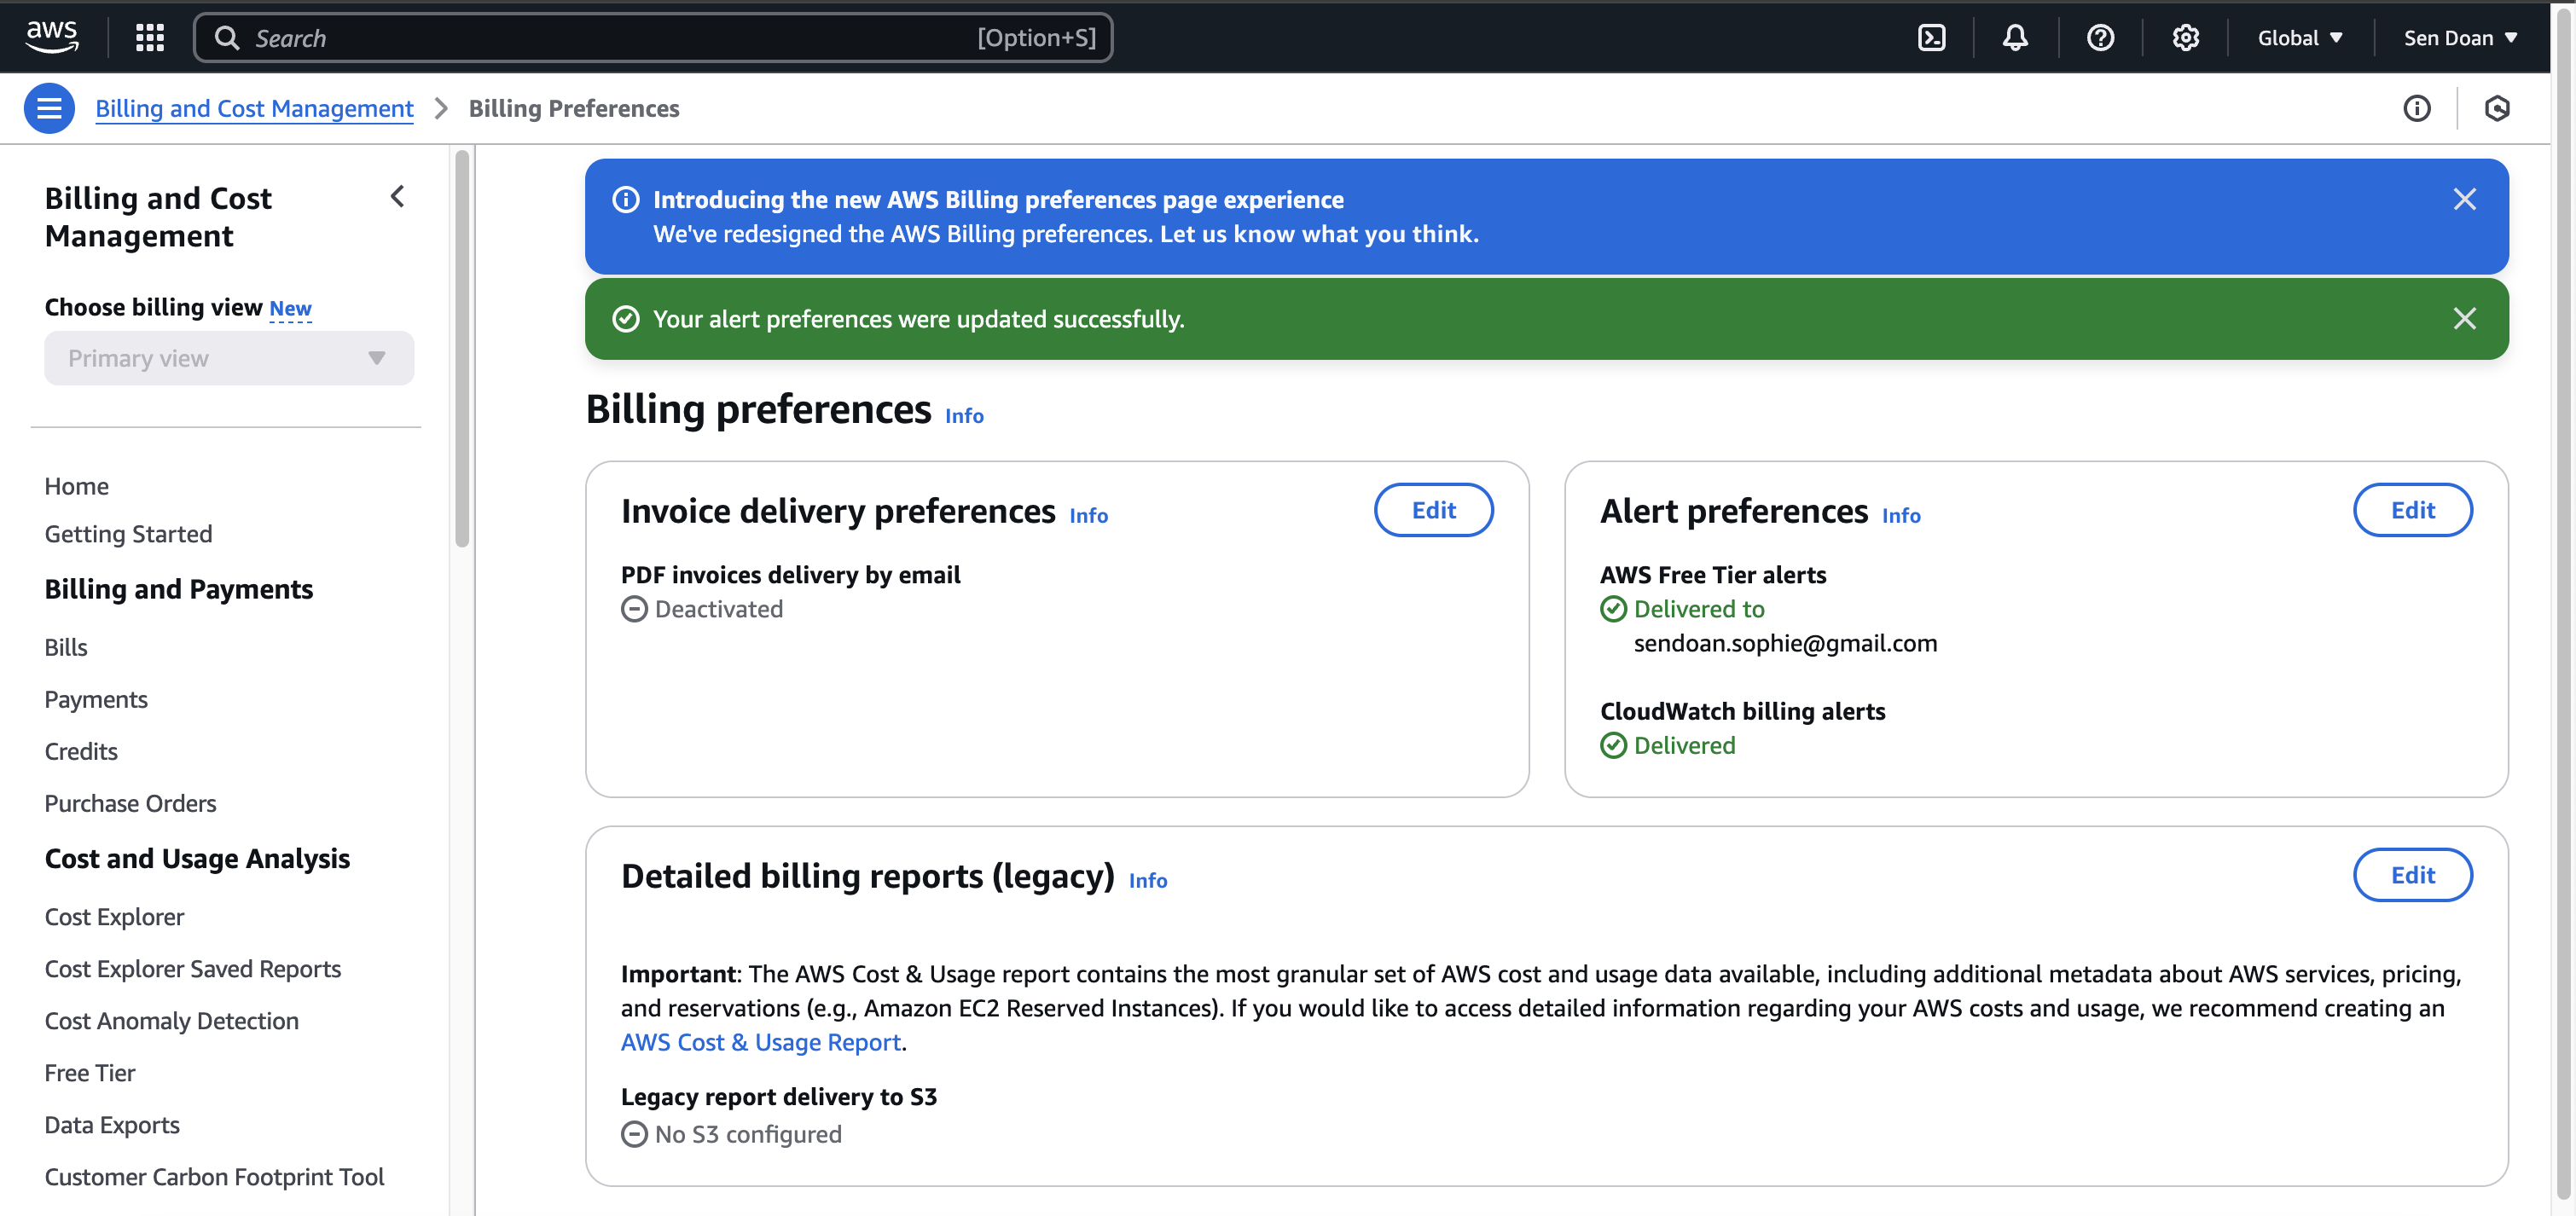 aws
Search
[Option+S]
Global
Sen Doan
Billing and Cost Management
Billing Preferences
Billing and Cost
Management
Choose billing view New
Primary view
Home
Getting Started
Billing and Payments
Bills
Payments
Credits
Purchase Orders
Cost and Usage Analysis
Cost Explorer
Cost Explorer Saved Reports
Cost Anomaly Detection
Free Tier
Data Exports
Customer Carbon Footprint Tool
Introducing the new AWS Billing preferences page experience
We've redesigned the AWS Billing preferences. Let us know what you think.
Your alert preferences were updated successfully.
Billing preferences Info
Invoice delivery preferences Info
Edit
PDF invoices delivery by email
Deactivated
Alert preferences Info
Edit
AWS Free Tier alerts
Delivered to
sendoan.sophie@gmail.com
CloudWatch billing alerts
Delivered
Detailed billing reports (legacy) Info
Edit
Important: The AWS Cost & Usage report contains the most granular set of AWS cost and usage data available, including additional metadata about AWS services, pricing,
and reservations (e.g., Amazon EC2 Reserved Instances). If you would like to access detailed information regarding your AWS costs and usage, we recommend creating an
AWS Cost & Usage Report.
Legacy report delivery to S3
No S3 configured